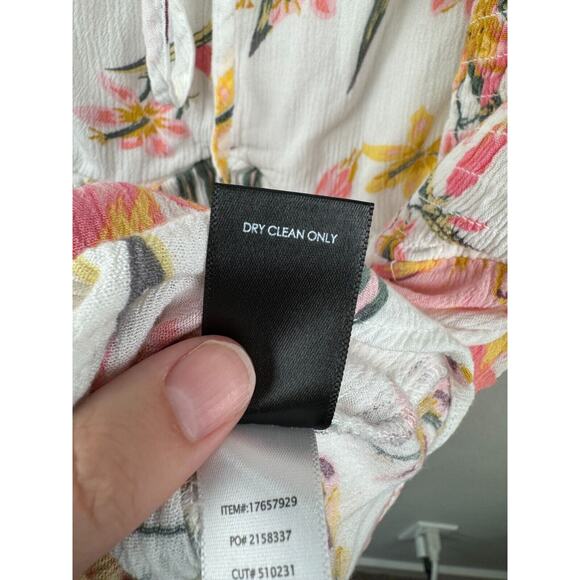 DRY CLEAN ONLY
ITEM#:17657929
PO# 2158337
CUT# 510231